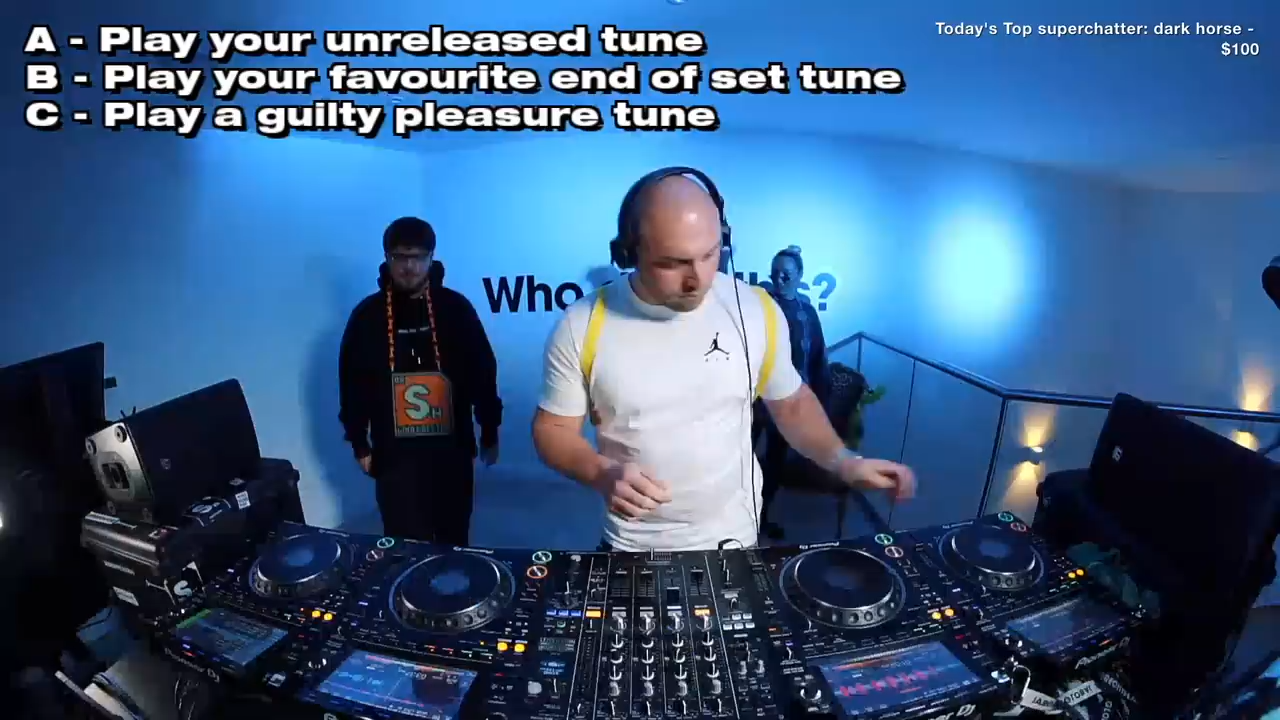 A - Play your unreleased tune
B - Play your favourite end of set tune
C - Play a guilty pleasure tune
Today's Top superchatter: dark horse -
$100
Who ?
S